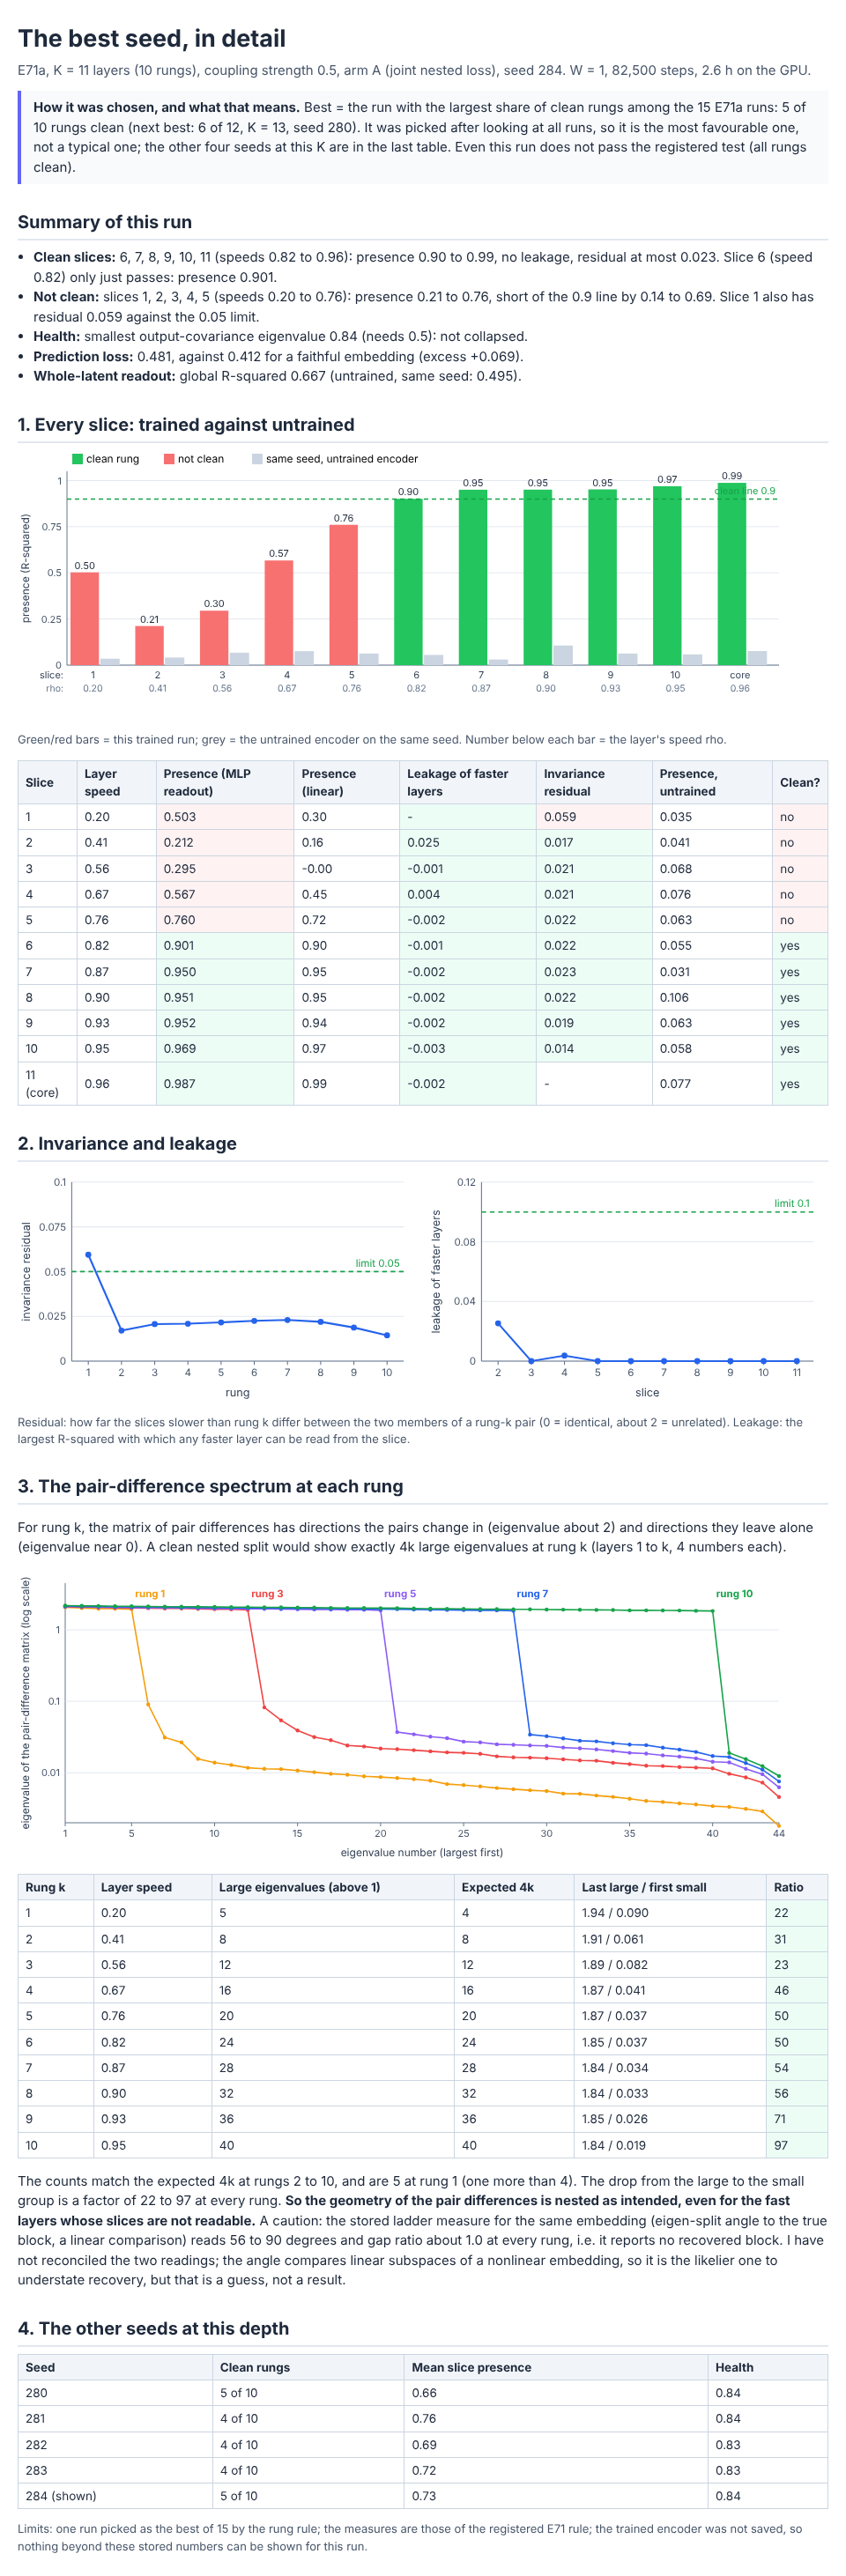 The best seed, in detail
E71a, K = 11 layers (10 rungs), coupling strength 0.5, arm A (joint nested loss), seed 284. W = 1, 82,500 steps, 2.6 h on the GPU.
How it was chosen, and what that means. Best = the run with the largest share of clean rungs among the 15 E71a runs: 5 of
10 rungs clean (next best: 6 of 12, K = 13, seed 280). It was picked after looking at all runs, so it is the most favourable one,
not a typical one; the other four seeds at this K are in the last table. Even this run does not pass the registered test (all rungs
clean).
Summary of this run
• Clean slices: 6, 7, 8, 9, 10, 11 (speeds 0.82 to 0.96): presence 0.90 to 0.99, no leakage, residual at most 0.023. Slice 6 (speed
0.82) only just passes: presence 0.901.
• Not clean: slices 1, 2, 3, 4, 5 (speeds 0.20 to 0.76): presence 0.21 to 0.76, short of the 0.9 line by 0.14 to 0.69. Slice 1 also has
residual 0.059 against the 0.05 limit.
• Health: smallest output-covariance eigenvalue 0.84 (needs 0.5): not collapsed.
• Prediction loss: 0.481, against 0.412 for a faithful embedding (excess +0.069).
• Whole-latent readout: global R-squared 0.667 (untrained, same seed: 0.495).
1. Every slice: trained against untrained
clean rung not clean same seed, untrained encoder
presence (R-squared)
1
0.75
0.5
0.25
0
clean line 0.9
0.50 0.21 0.30 0.57 0.76 0.90 0.95 0.95 0.95 0.97 0.99
slice: 1 2 3 4 5 6 7 8 9 10 core
rho: 0.20 0.41 0.56 0.67 0.76 0.82 0.87 0.90 0.93 0.95 0.96
Green/red bars = this trained run; grey = the untrained encoder on the same seed. Number below each bar = the layer's speed rho.
Slice Layer speed Presence (MLP readout) Presence (linear) Leakage of faster layers Invariance residual Presence, untrained Clean?
1 0.20 0.503 0.30 - 0.059 0.035 no
2 0.41 0.212 0.16 0.025 0.017 0.041 no
3 0.56 0.295 -0.00 -0.001 0.021 0.068 no
4 0.67 0.567 0.45 0.004 0.021 0.076 no
5 0.76 0.760 0.72 -0.002 0.022 0.063 no
6 0.82 0.901 0.90 -0.001 0.022 0.055 yes
7 0.87 0.950 0.95 -0.002 0.023 0.031 yes
8 0.90 0.951 0.95 -0.002 0.022 0.106 yes
9 0.93 0.952 0.94 -0.002 0.019 0.063 yes
10 0.95 0.969 0.97 -0.003 0.014 0.058 yes
11 (core) 0.96 0.987 0.99 -0.002 - 0.077 yes
2. Invariance and leakage
invariance residual
0.1
0.075
0.05
0.025
0
limit 0.05
1 2 3 4 5 6 7 8 9 10
rung
leakage of faster layers
0.12
0.08
0.04
0
limit 0.1
2 3 4 5 6 7 8 9 10 11
slice
Residual: how far the slices slower than rung k differ between the two members of a rung-k pair (0 = identical, about 2 = unrelated). Leakage: the
largest R-squared with which any faster layer can be read from the slice.
3. The pair-difference spectrum at each rung
For rung k, the matrix of pair differences has directions the pairs change in (eigenvalue about 2) and directions they leave alone
(eigenvalue near 0). A clean nested split would show exactly 4k large eigenvalues at rung k (layers 1 to k, 4 numbers each).
eigenvalue of the pair-difference matrix (log scale)
rung 1 rung 3 rung 5 rung 7 rung 10
1
0.1
0.01
1 5 10 15 20 25 30 35 40 44
eigenvalue number (largest first)
Rung k Layer speed Large eigenvalues (above 1) Expected 4k Last large / first small Ratio
1 0.20 5 4 1.94 / 0.090 22
2 0.41 8 8 1.91 / 0.061 31
3 0.56 12 12 1.89 / 0.082 23
4 0.67 16 16 1.87 / 0.041 46
5 0.76 20 20 1.87 / 0.037 50
6 0.82 24 24 1.85 / 0.037 50
7 0.87 28 28 1.84 / 0.034 54
8 0.90 32 32 1.84 / 0.033 56
9 0.93 36 36 1.85 / 0.026 71
10 0.95 40 40 1.84 / 0.019 97
The counts match the expected 4k at rungs 2 to 10, and are 5 at rung 1 (one more than 4). The drop from the large to the small
group is a factor of 22 to 97 at every rung. So the geometry of the pair differences is nested as intended, even for the fast
layers whose slices are not readable. A caution: the stored ladder measure for the same embedding (eigen-split angle to the true
block, a linear comparison) reads 56 to 90 degrees and gap ratio about 1.0 at every rung, i.e. it reports no recovered block. I have
not reconciled the two readings; the angle compares linear subspaces of a nonlinear embedding, so it is the likelier one to
understate recovery, but that is a guess, not a result.
4. The other seeds at this depth
Seed Clean rungs Mean slice presence Health
280 5 of 10 0.66 0.84
281 4 of 10 0.76 0.84
282 4 of 10 0.69 0.83
283 4 of 10 0.72 0.83
284 (shown) 5 of 10 0.73 0.84
Limits: one run picked as the best of 15 by the rung rule; the measures are those of the registered E71 rule; the trained encoder was not saved, so
nothing beyond these stored numbers can be shown for this run.